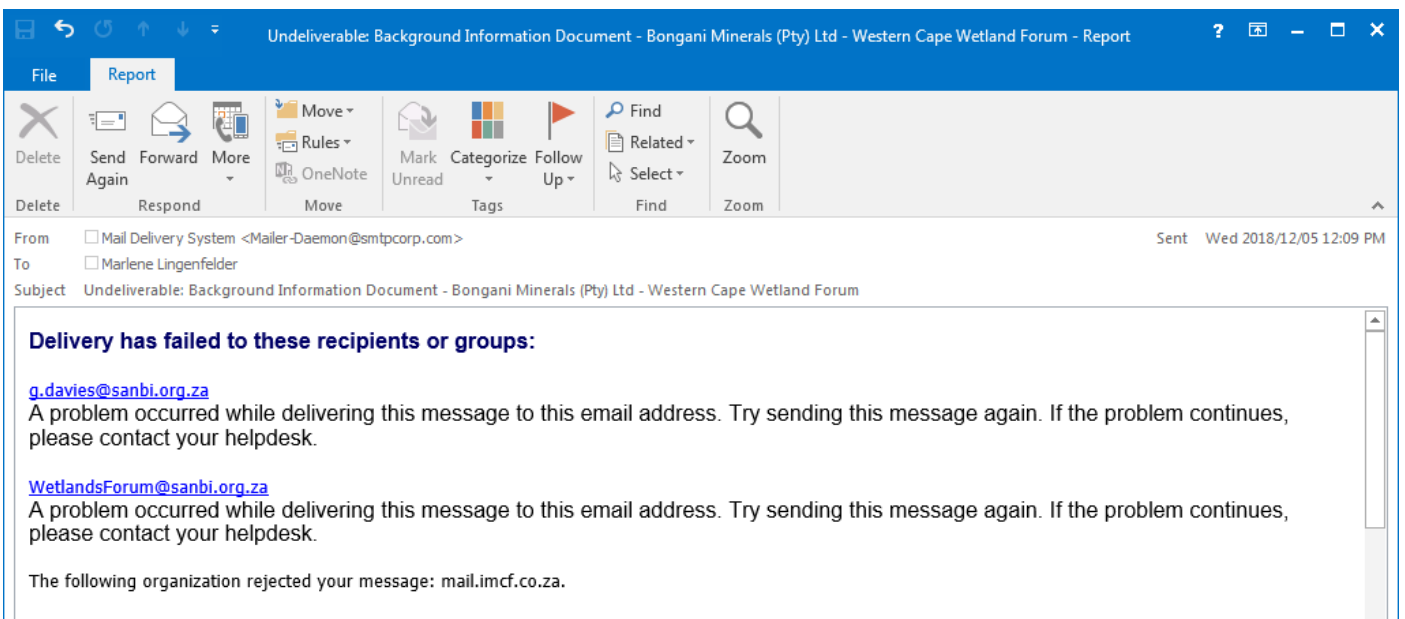 Undeliverable: Background Information Document - Bongani Minerals (Pty) Ltd - Western Cape Wetland Forum - Report
?
File
Report
Delete
Send Again
Forward
More
Move
Rules
OneNote
Mark Unread
Categorize
Follow Up
Find
Related
Select
Zoom
Delete
Respond
Move
Tags
Find
Zoom
From Mail Delivery System <Mailer-Daemon@smtpcorp.com>
Sent Wed 2018/12/05 12:09 PM
To Marlene Lingenfelder
Subject Undeliverable: Background Information Document - Bongani Minerals (Pty) Ltd - Western Cape Wetland Forum
Delivery has failed to these recipients or groups:
g.davies@sanbi.org.za
A problem occurred while delivering this message to this email address. Try sending this message again. If the problem continues,
please contact your helpdesk.
WetlandsForum@sanbi.org.za
A problem occurred while delivering this message to this email address. Try sending this message again. If the problem continues,
please contact your helpdesk.
The following organization rejected your message: mail.imcf.co.za.